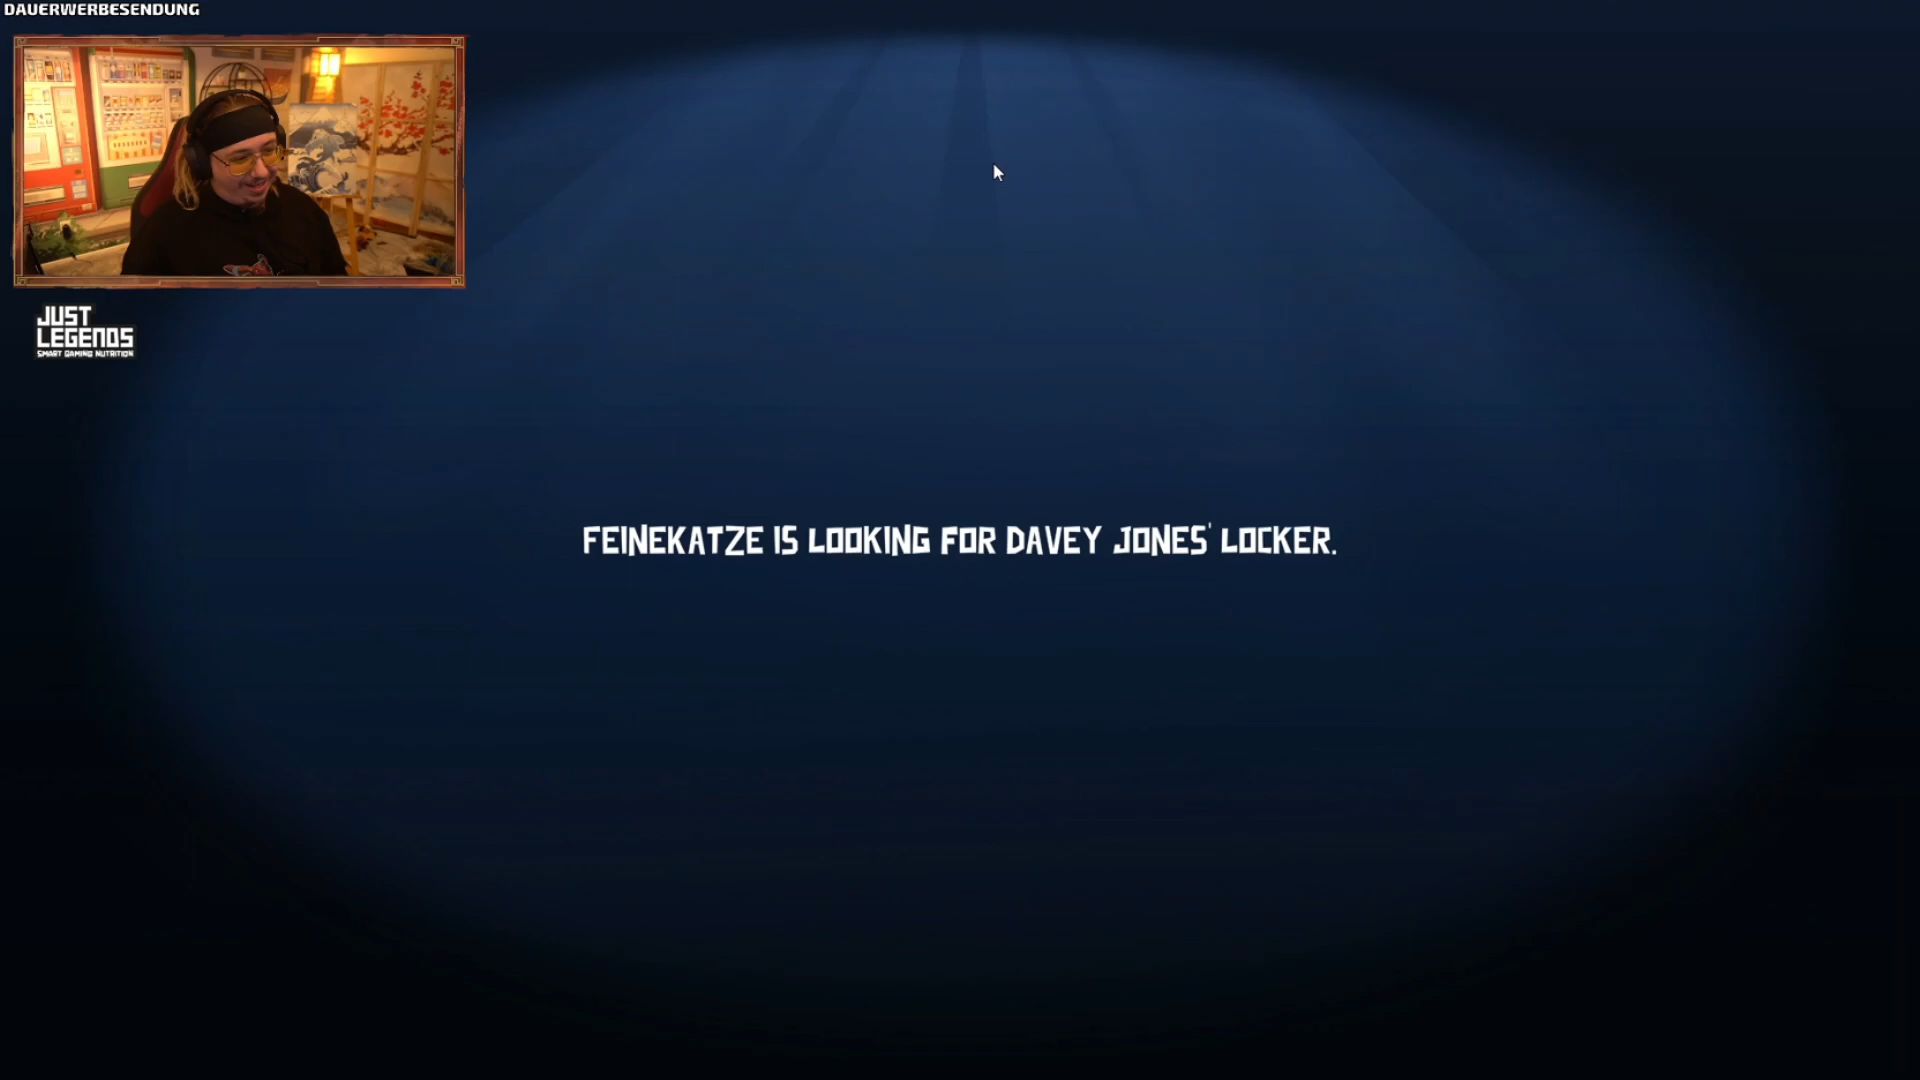 DAUERWERBESENDUNG
JUST
LEGENDS
SMART GAMING NUTRITION
FEINEKATZE IS LOOKING FOR DAVEY JONES' LOCKER.